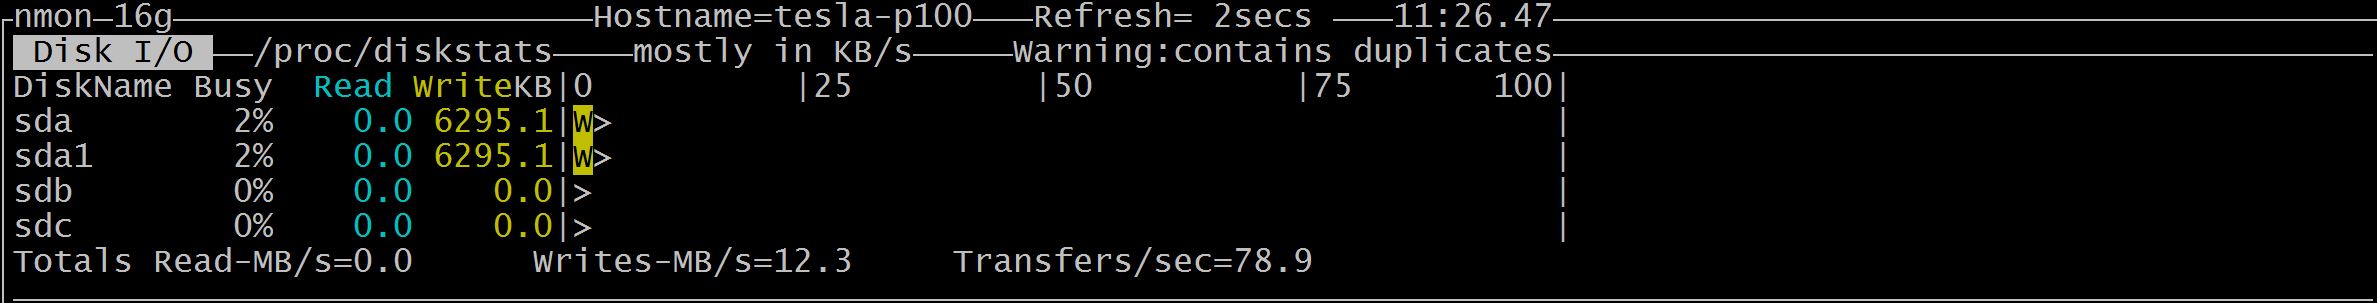 nmon─16g─────────────────────Hostname=tesla-p100───Refresh= 2secs ───11:26.47
Disk I/O ──/proc/diskstats────mostly in KB/s─────Warning:contains duplicates
DiskName Busy  Read WriteKB|0          |25         |50          |75       100|
sda        2%    0.0 6295.1|W>                                                |
sda1       2%    0.0 6295.1|W>                                                |
sdb        0%    0.0    0.0|>                                                 |
sdc        0%    0.0    0.0|>                                                 |
Totals Read-MB/s=0.0      Writes-MB/s=12.3     Transfers/sec=78.9